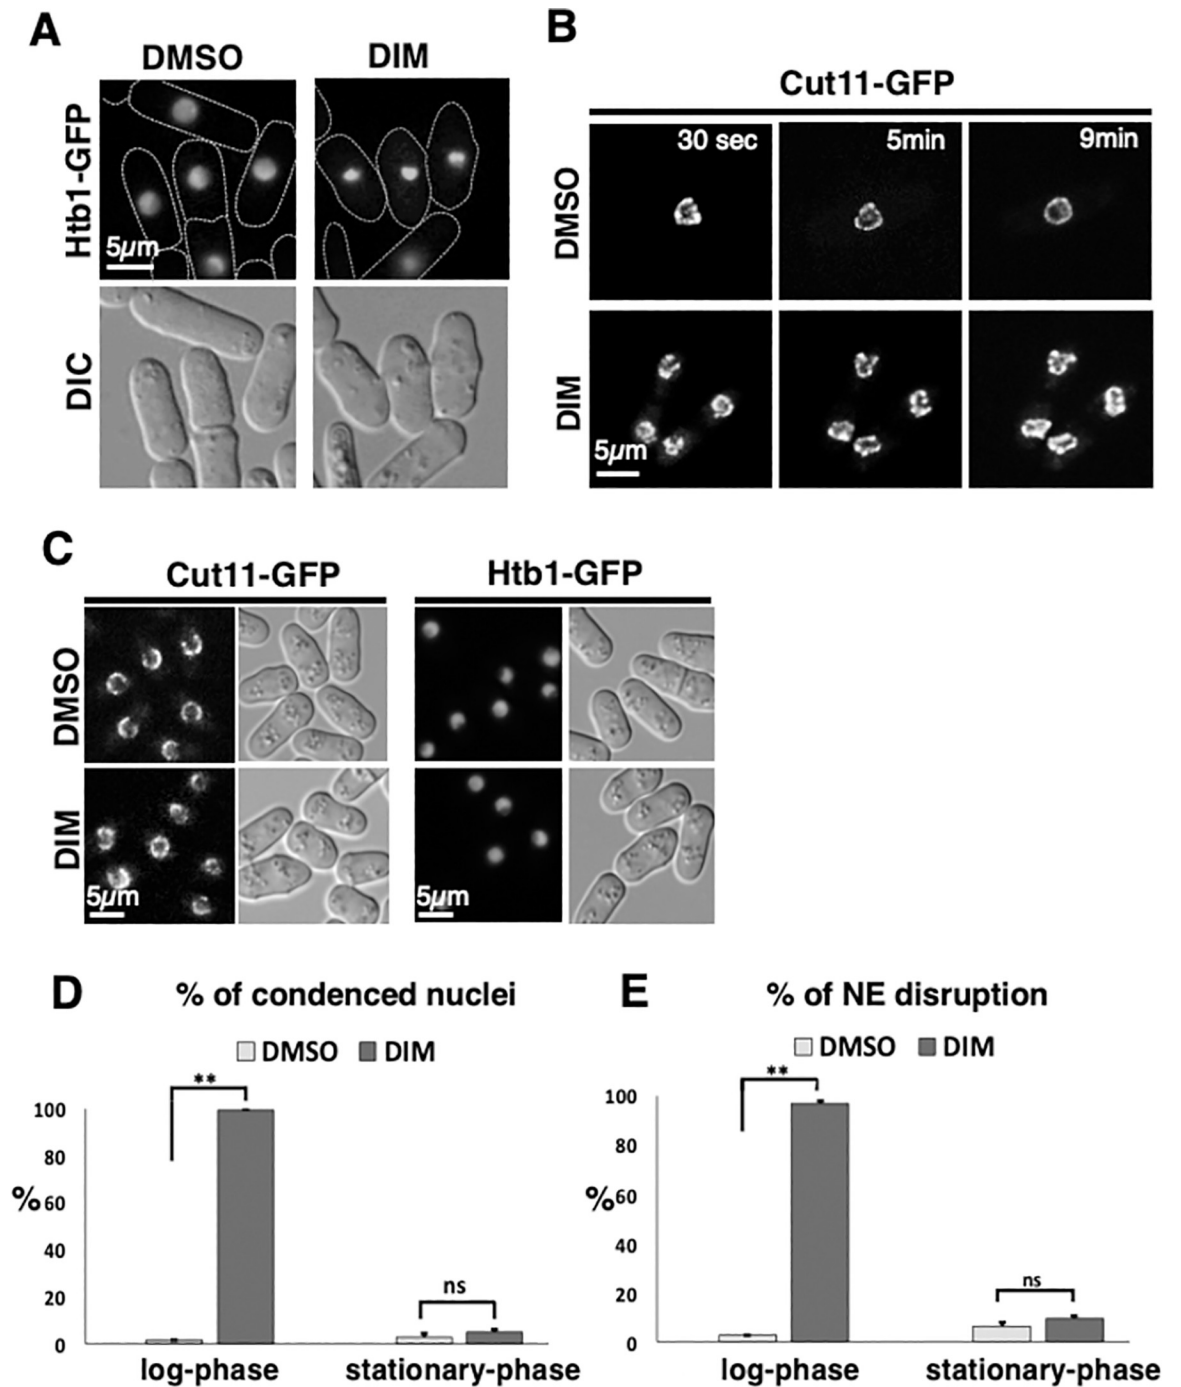 A
DMSO
DIM
Htb1-GFP
5µm
DIC
B
Cut11-GFP
30 sec
5min
9min
DMSO
DIM
5µm
C
Cut11-GFP
Htb1-GFP
DMSO
DIM
5µm
5µm
D
% of condenced nuclei
DMSO
DIM
**
100
80
%
60
40
20
0
ns
log-phase
stationary-phase
E
% of NE disruption
DMSO
DIM
**
100
80
%
60
40
20
0
ns
log-phase
stationary-phase